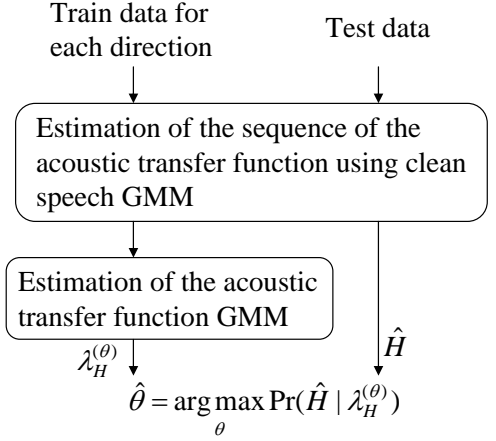 Train data for
each direction
Test data
Estimation of the sequence of the
acoustic transfer function using clean
speech GMM
Estimation of the acoustic
transfer function GMM
λ_H^(θ)
Ĥ
θ̂ = arg max Pr(Ĥ | λ_H^(θ))
θ